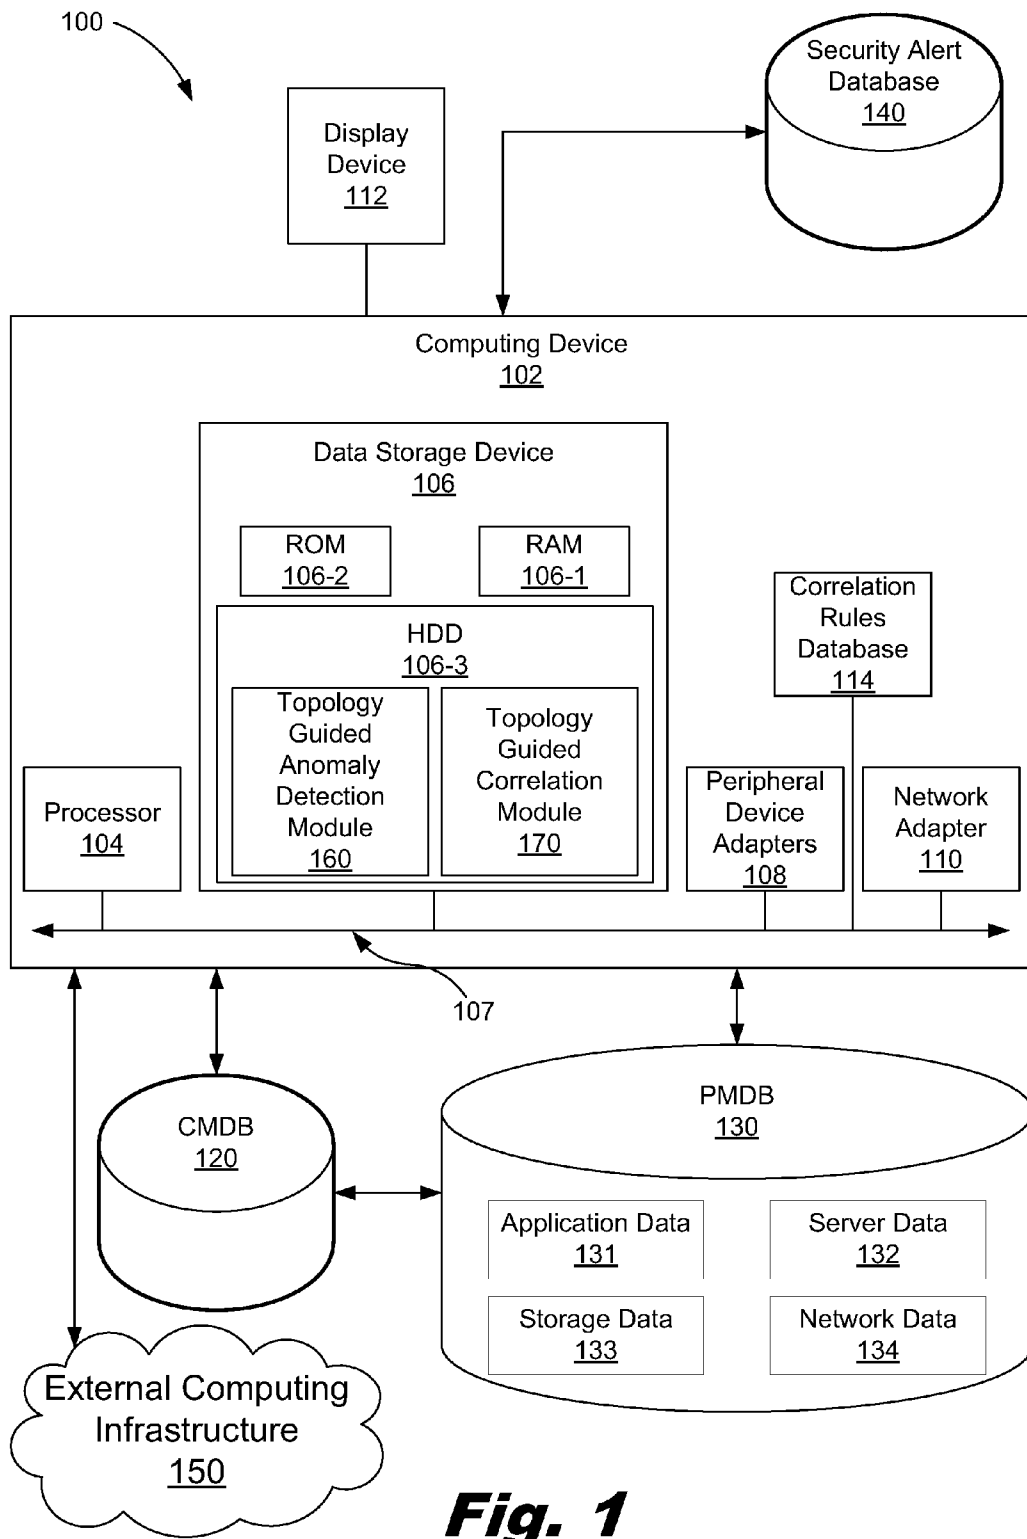 100
Security Alert
Database
140
Display
Device
112
Computing Device
102
Data Storage Device
106
ROM
106-2
RAM
106-1
HDD
106-3
Topology
Guided
Anomaly
Detection
Module
160
Topology
Guided
Correlation
Module
170
Correlation
Rules
Database
114
Processor
104
Peripheral
Device
Adapters
108
Network
Adapter
110
107
CMDB
120
PMDB
130
Application Data
131
Server Data
132
Storage Data
133
Network Data
134
External Computing
Infrastructure
150
Fig. 1